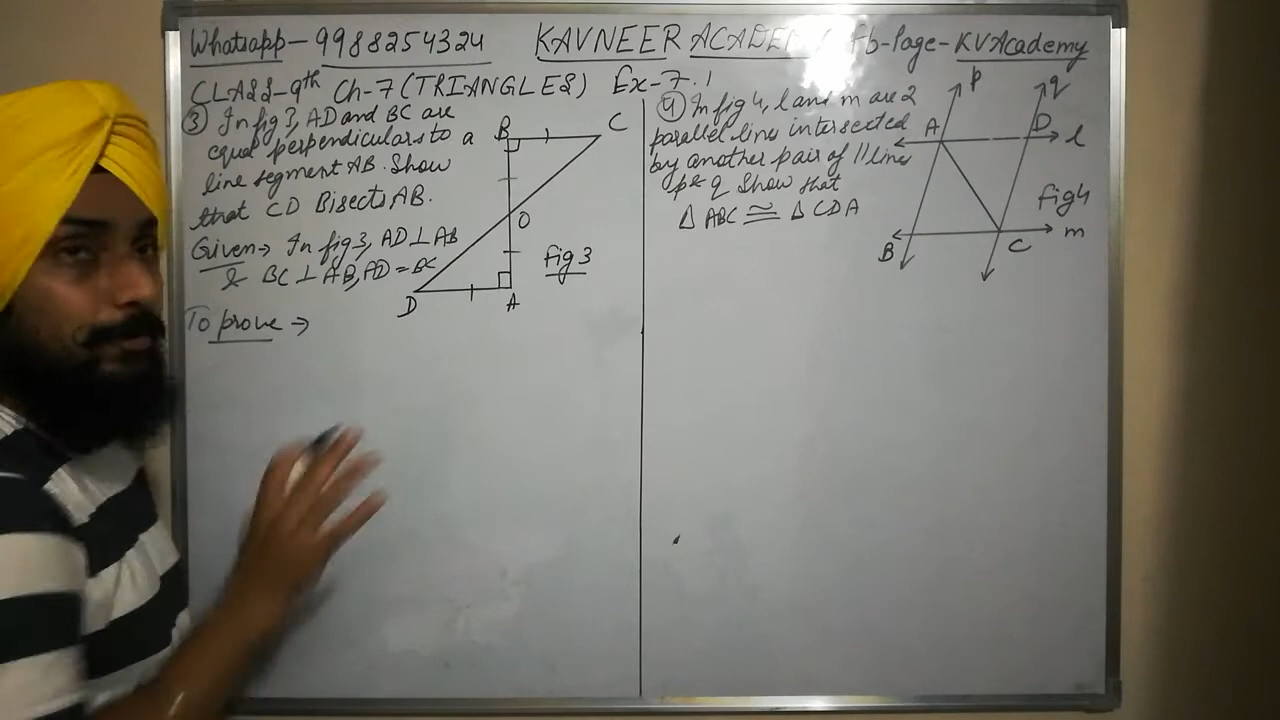 Whatsapp-9988254324 KAVNEER ACADEMY fb-Page-KVAcademy
CLASS-9th Ch-7 (TRIANGLES) Ex-7.1
③ In fig 3, AD and BC are
equal perpendiculars to a
line segment AB. Show
that CD Bisects AB.
Given→ In fig 3, AD⊥AB
& BC⊥AB, AD=BC
To prove →
B
C
O
fig 3
D
A
④ In fig 4, l and m are 2
parallel line intersected
by another pair of || line
p & q Show that
Δ ABC ≅ Δ CDA
p
q
A
D
l
fig 4
B
C
m